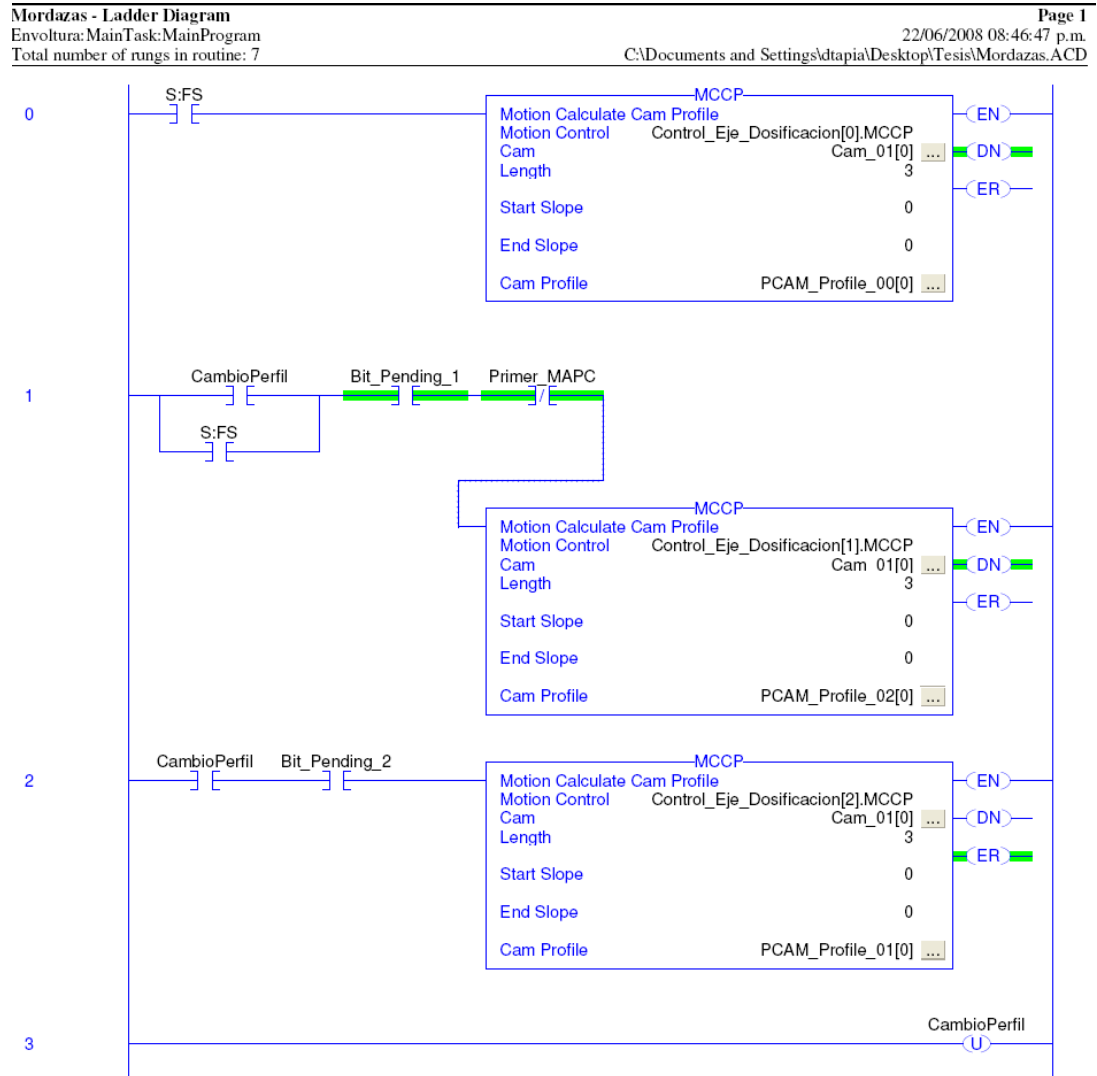 Mordazas - Ladder Diagram Page 1
Envoltura:MainTask:MainProgram 22/06/2008 08:46:47 p.m.
Total number of rungs in routine: 7 C:\Documents and Settings\dtapia\Desktop\Tesis\Mordazas.ACD
0
S:FS
MCCP
Motion Calculate Cam Profile
Motion Control Control_Eje_Dosificacion[0].MCCP
Cam Cam_01[0] ...
Length 3
Start Slope 0
End Slope 0
Cam Profile PCAM_Profile_00[0] ...
EN
DN
ER
1
CambioPerfil Bit_Pending_1 Primer_MAPC
/
S:FS
MCCP
Motion Calculate Cam Profile
Motion Control Control_Eje_Dosificacion[1].MCCP
Cam Cam_01[0] ...
Length 3
Start Slope 0
End Slope 0
Cam Profile PCAM_Profile_02[0] ...
EN
DN
ER
2
CambioPerfil Bit_Pending_2
MCCP
Motion Calculate Cam Profile
Motion Control Control_Eje_Dosificacion[2].MCCP
Cam Cam_01[0] ...
Length 3
Start Slope 0
End Slope 0
Cam Profile PCAM_Profile_01[0] ...
EN
DN
ER
3
CambioPerfil
U